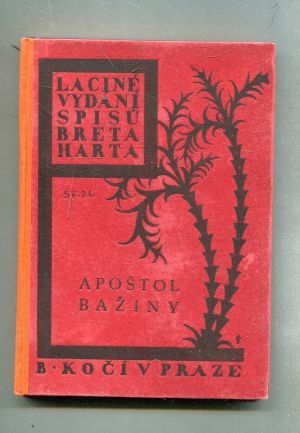 LACINÉ
VYDÁNÍ
SPISŮ
BRETA
HARTA
SV. 24.
APOŠTOL
BAŽINY
B. KOČÍ V PRAZE